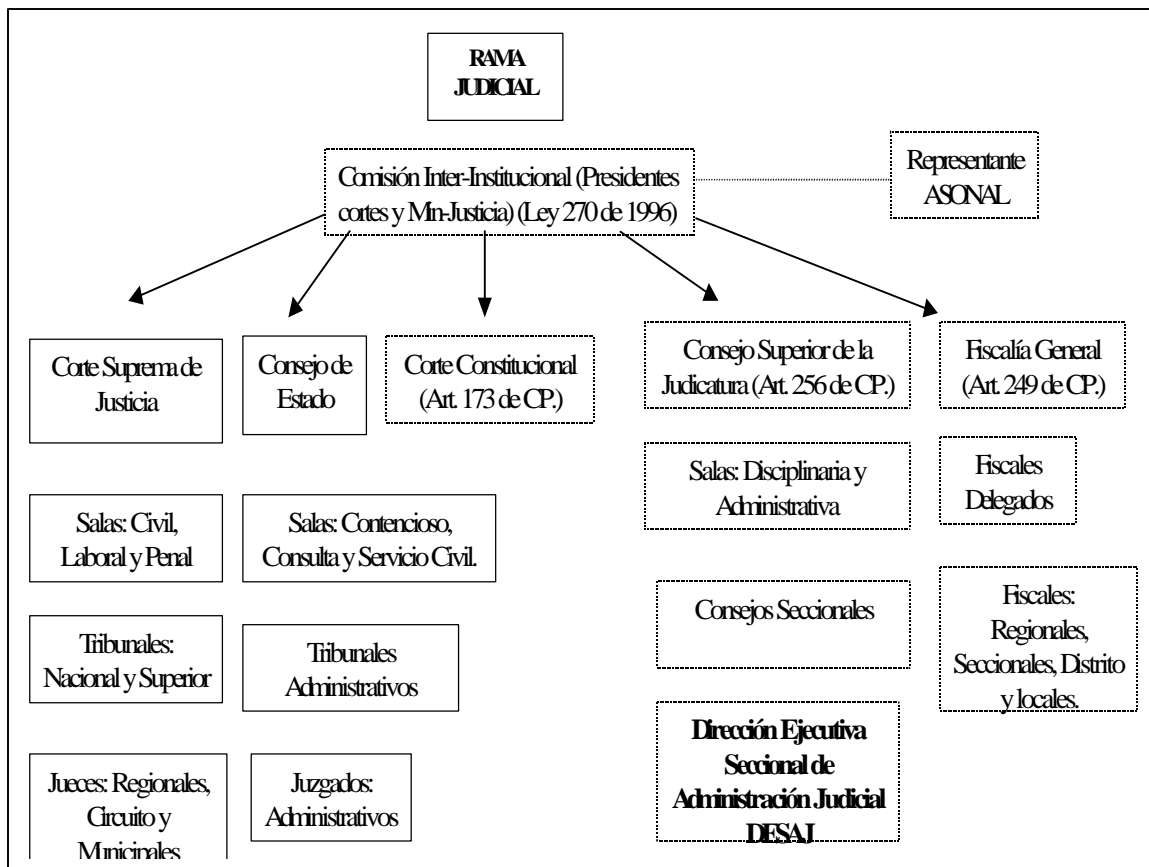 RAMA
JUDICIAL
Comisión Inter-Institucional (Presidentes
cortes y Min-Justicia) (Ley 270 de 1996)
Representante
ASONAL
Corte Suprema de
Justicia
Consejo de
Estado
Corte Constitucional
(Art. 173 de CP.)
Consejo Superior de la
Judicatura (Art. 256 de CP.)
Fiscalía General
(Art. 249 de CP.)
Salas: Disciplinaria y
Administrativa
Fiscales
Delegados
Salas: Civil,
Laboral y Penal
Salas: Contencioso,
Consulta y Servicio Civil.
Consejos Seccionales
Fiscales:
Regionales,
Seccionales, Distrito
y locales.
Tribunales:
Nacional y Superior
Tribunales
Administrativos
Dirección Ejecutiva
Seccional de
Administración Judicial
DESAJ
Jueces: Regionales,
Circuito y
Municipales
Juzgados:
Administrativos